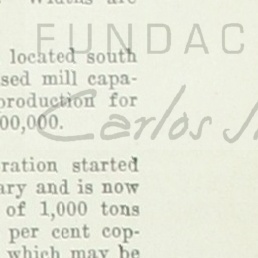 FUNDAC
located south
sed mill capa-
production for
00,000.
Carlos
ration started
ary and is now
of 1,000 tons
per cent cop-
which may be